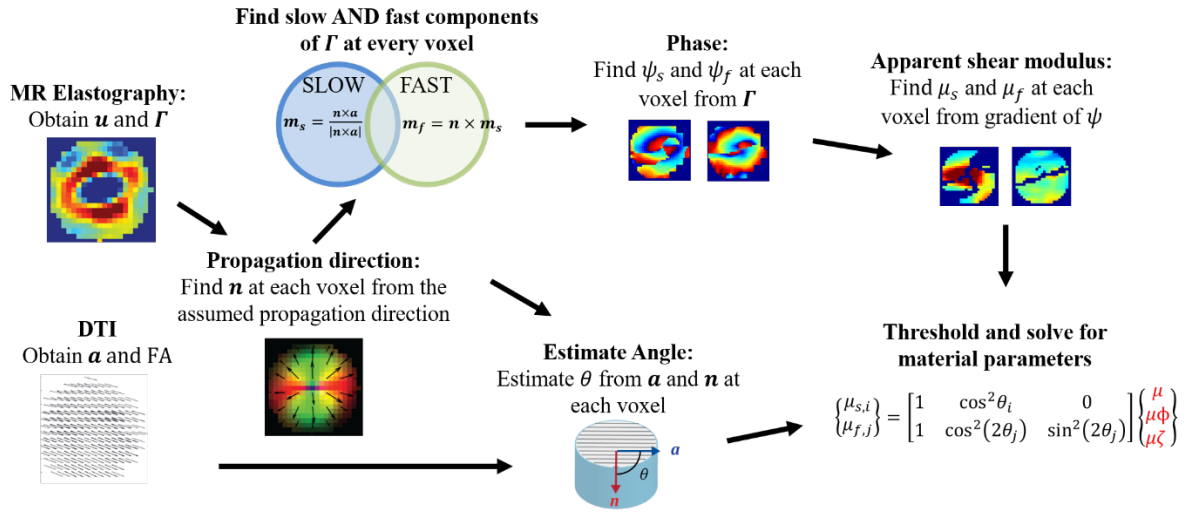 MR Elastography:
Obtain u and Γ
Find slow AND fast components
of Γ at every voxel
SLOW
FAST
m_s = n×a / |n×a|
m_f = n × m_s
Phase:
Find ψ_s and ψ_f at each
voxel from Γ
Apparent shear modulus:
Find μ_s and μ_f at each
voxel from gradient of ψ
Propagation direction:
Find n at each voxel from the
assumed propagation direction
DTI
Obtain a and FA
Estimate Angle:
Estimate θ from a and n at
each voxel
a
θ
n
Threshold and solve for
material parameters
{μ_{s,i}} = [1 cos²θ_i 0] {μ}
{μ_{f,j}} [1 cos²(2θ_j) sin²(2θ_j)] {μϕ}
{μζ}